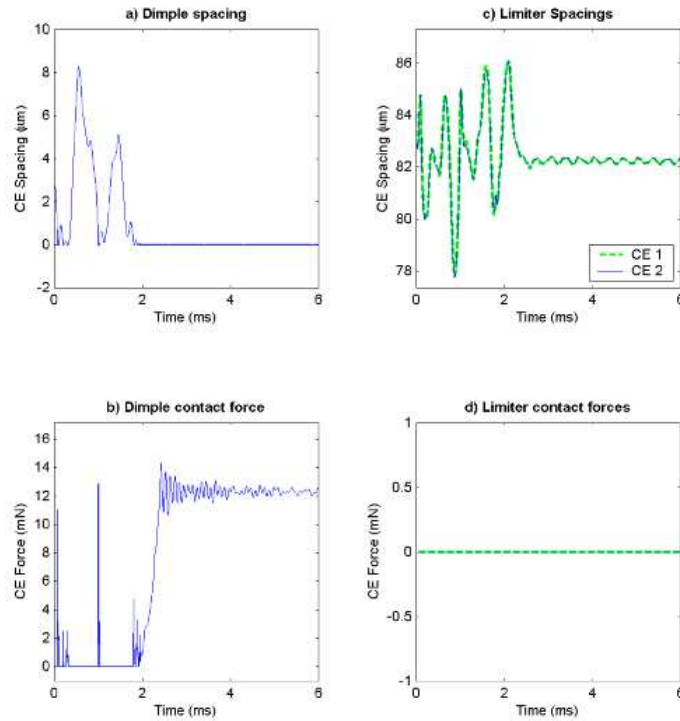 a) Dimple spacing
10
8
6
4
2
0
-2
CE Spacing (µm)
0 2 4 6
Time (ms)
c) Limiter Spacings
86
84
82
80
78
CE Spacing (µm)
CE 1
CE 2
0 2 4 6
Time (ms)
b) Dimple contact force
16
14
12
10
8
6
4
2
0
CE Force (mN)
0 2 4 6
Time (ms)
d) Limiter contact forces
1
0.5
0
-0.5
-1
CE Force (mN)
0 2 4 6
Time (ms)